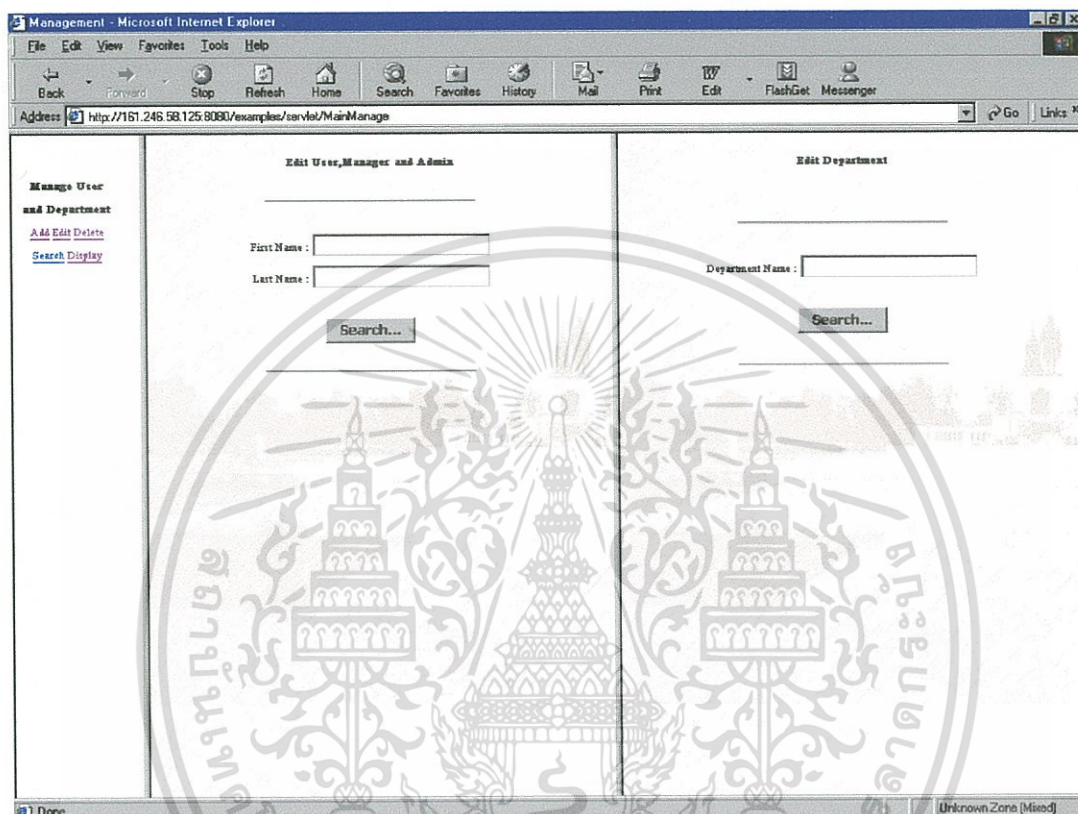 Management - Microsoft Internet Explorer
File Edit View Favorites Tools Help
Back Forward Stop Refresh Home Search Favorites History Mail Print Edit FlashGet Messenger
Address http://161.246.58.125:8080/examples/servlet/MainManage Go Links
Manage User
and Department
Add Edit Delete
Search Display
Edit User,Manager and Admin
First Name :
Last Name :
Search...
Edit Department
Department Name :
Search...
Done
Unknown Zone (Mixed)